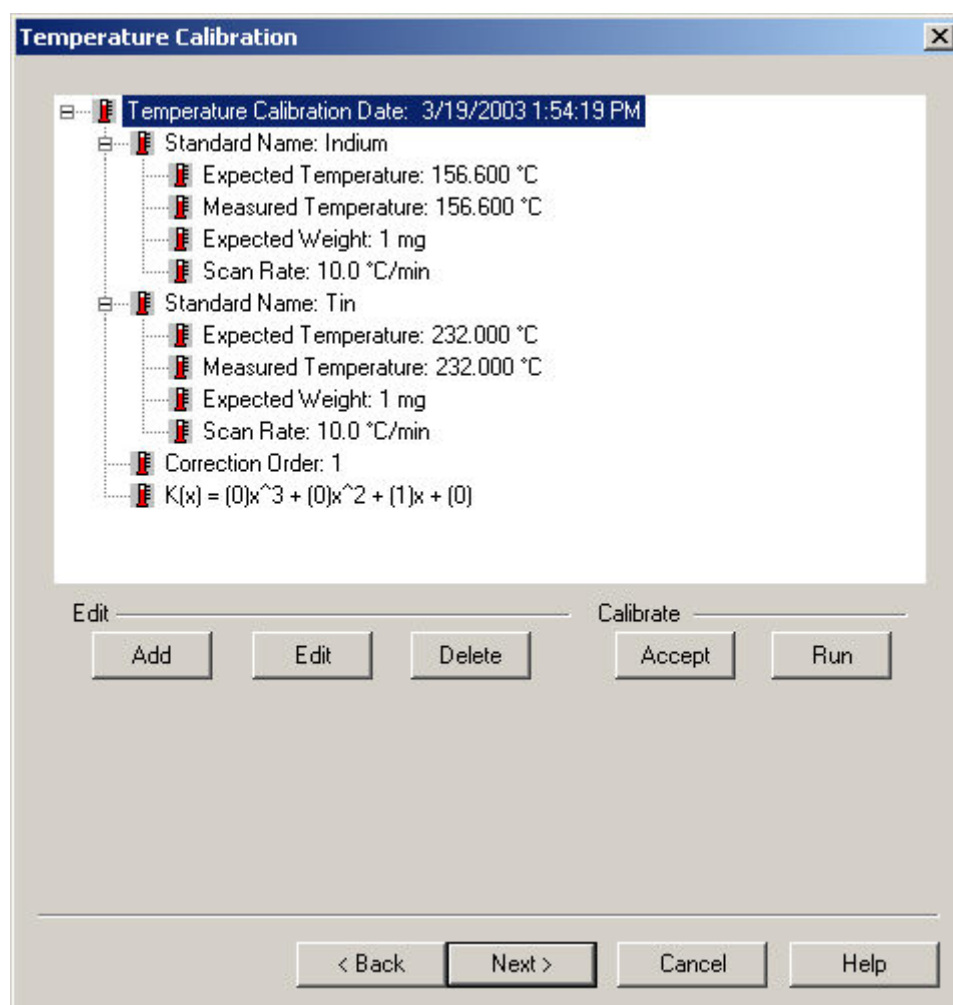 Temperature Calibration
Temperature Calibration Date: 3/19/2003 1:54:19 PM
Standard Name: Indium
Expected Temperature: 156.600 °C
Measured Temperature: 156.600 °C
Expected Weight: 1 mg
Scan Rate: 10.0 °C/min
Standard Name: Tin
Expected Temperature: 232.000 °C
Measured Temperature: 232.000 °C
Expected Weight: 1 mg
Scan Rate: 10.0 °C/min
Correction Order: 1
K(x) = (0)x^3 + (0)x^2 + (1)x + (0)
Edit Calibrate
Add Edit Delete Accept Run
< Back Next > Cancel Help